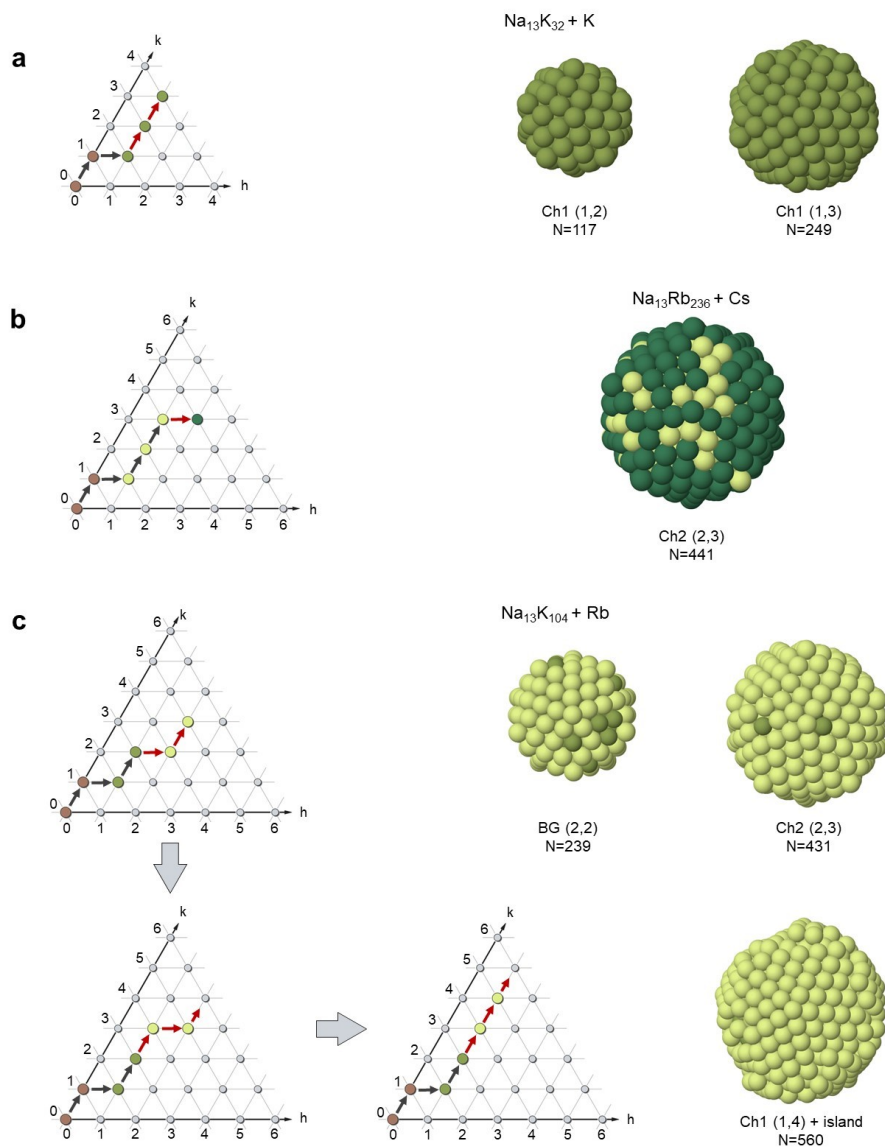 a
Na13K32 + K
k
4
3
2
1
0
0 1 2 3 4
h
Ch1 (1,2)
N=117
Ch1 (1,3)
N=249
b
Na13Rb236 + Cs
k
6
5
4
3
2
1
0
0 1 2 3 4 5 6
h
Ch2 (2,3)
N=441
c
Na13K104 + Rb
k
6
5
4
3
2
1
0
0 1 2 3 4 5 6
h
BG (2,2)
N=239
Ch2 (2,3)
N=431
k
6
5
4
3
2
1
0
0 1 2 3 4 5 6
h
k
6
5
4
3
2
1
0
0 1 2 3 4 5 6
h
Ch1 (1,4) + island
N=560